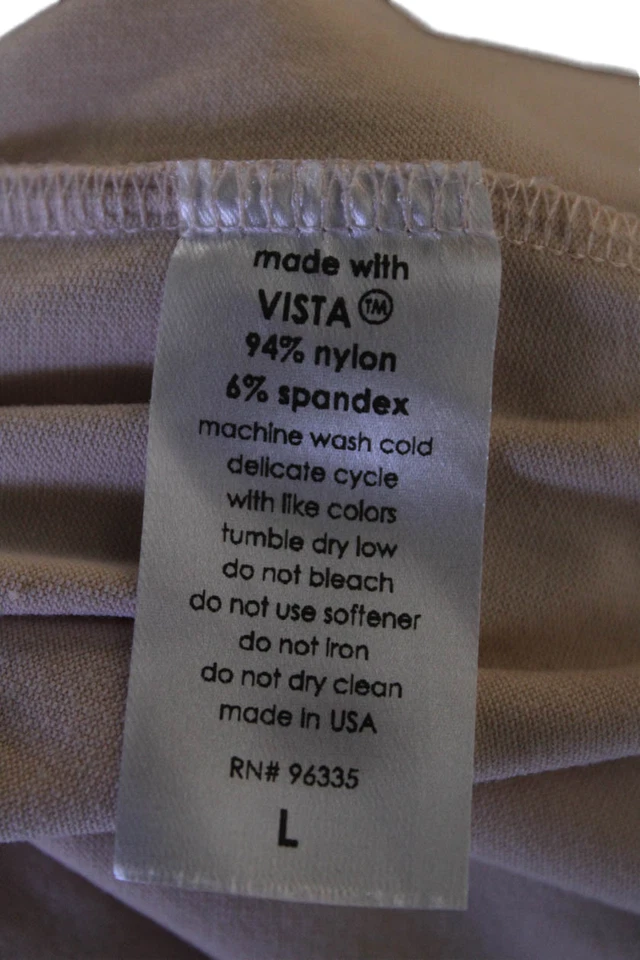 made with
VISTA™
94% nylon
6% spandex
machine wash cold
delicate cycle
with like colors
tumble dry low
do not bleach
do not use softener
do not iron
do not dry clean
made in USA
RN# 96335
L